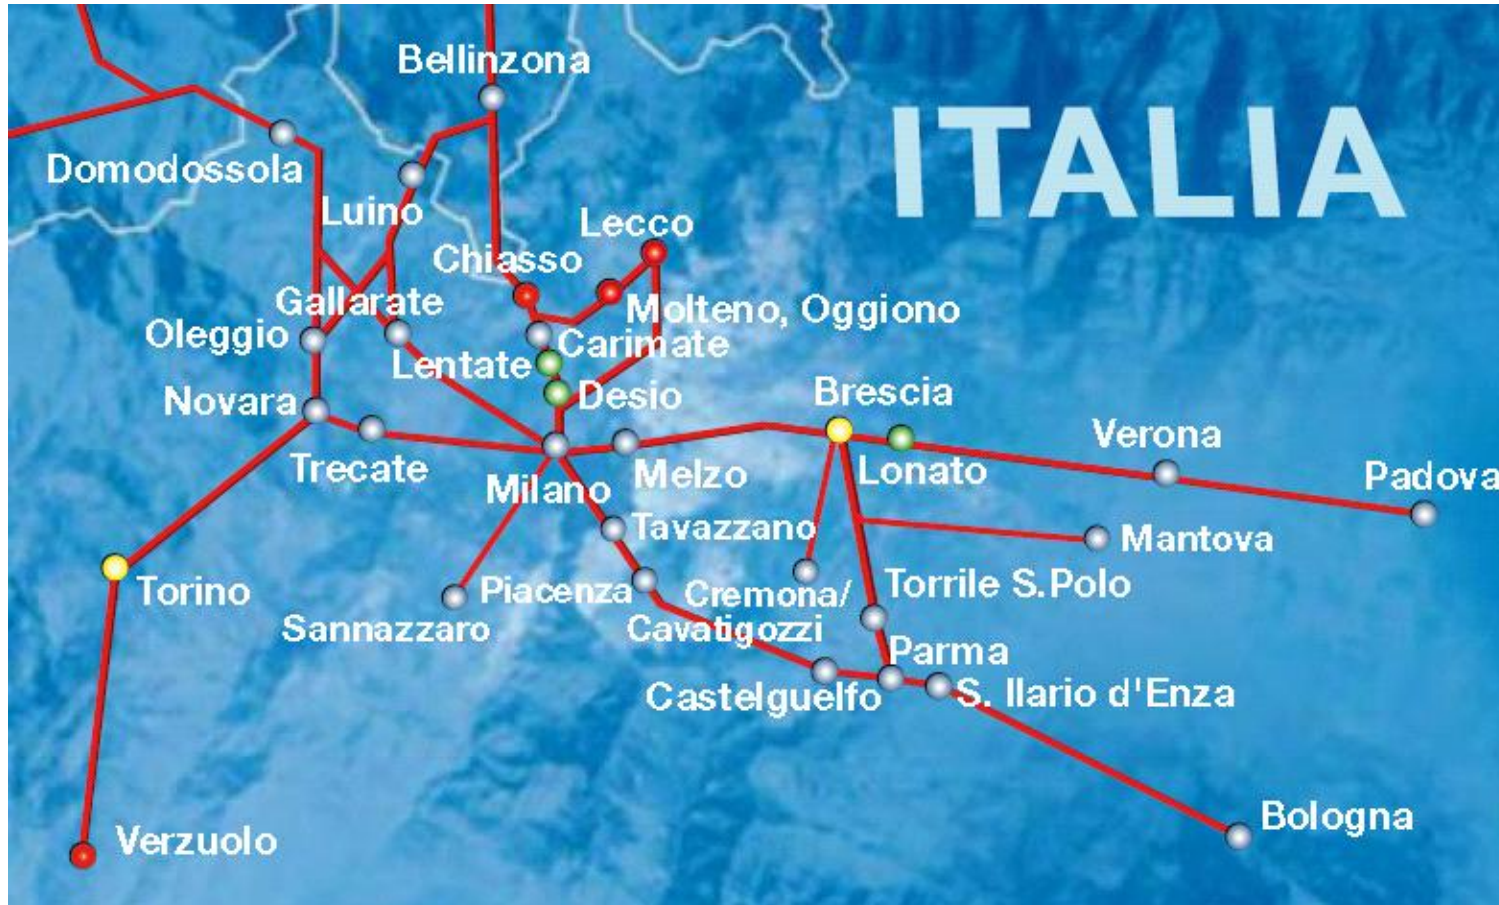 Bellinzona
ITALIA
Domodossola
Luino
Lecco
Chiasso
Gallarate
Molteno, Oggiono
Oleggio
Carimate
Lentate
Novara
Desio
Brescia
Verona
Trecate
Milano
Melzo
Lonato
Padova
Tavazzano
Mantova
Torino
Piacenza
Cremona/
Cavatigozzi
Torrile S.Polo
Sannazzaro
Parma
Castelguelfo
S. Ilario d'Enza
Verzuolo
Bologna